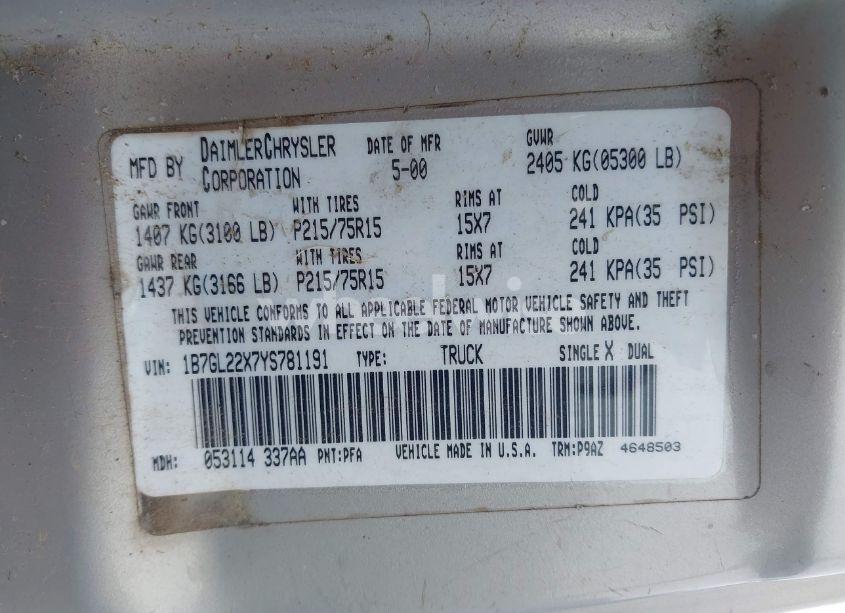 MFD BY DAIMLERCHRYSLER CORPORATION DATE OF MFR 5-00 GVWR 2405 KG(05300 LB)
GAWR FRONT WITH TIRES RIMS AT COLD
1407 KG(3100 LB) P215/75R15 15X7 241 KPA(35 PSI)
GAWR REAR WITH TIRES RIMS AT COLD
1437 KG(3166 LB) P215/75R15 15X7 241 KPA(35 PSI)
THIS VEHICLE CONFORMS TO ALL APPLICABLE FEDERAL MOTOR VEHICLE SAFETY AND THEFT
PREVENTION STANDARDS IN EFFECT ON THE DATE OF MANUFACTURE SHOWN ABOVE.
VIN: 1B7GL22X7YS781191 TYPE: TRUCK SINGLE X DUAL
MDH: 053114 337AA PNT:PFA VEHICLE MADE IN U.S.A. TRM:P9AZ 4648503